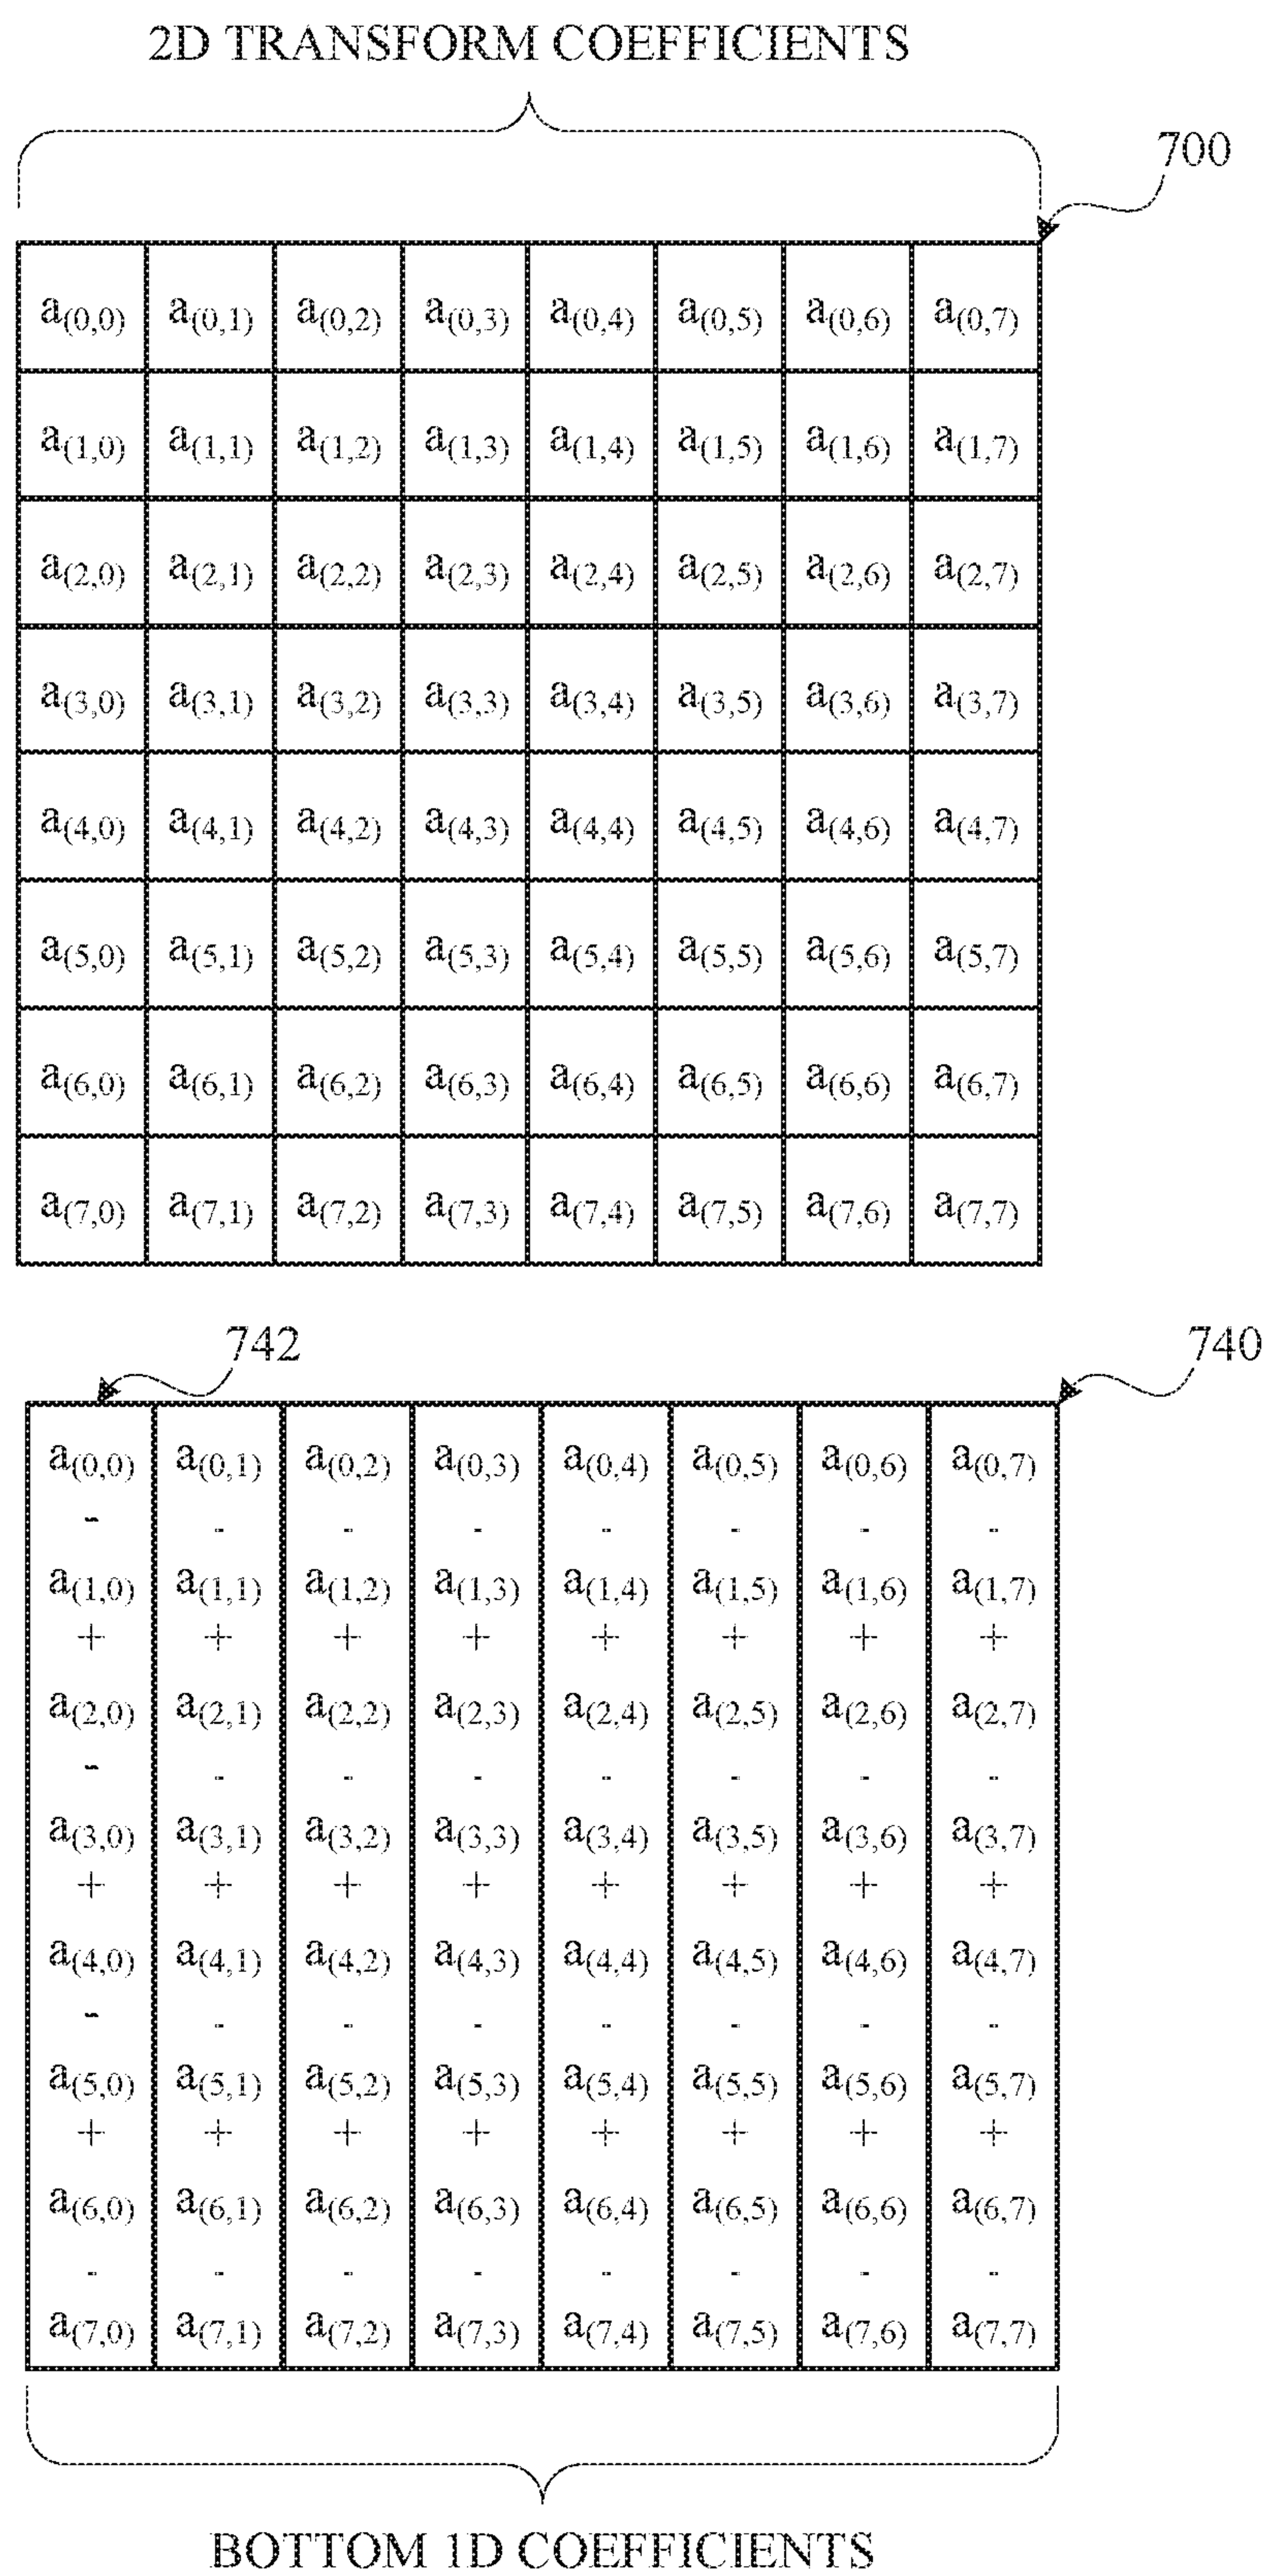 2D TRANSFORM COEFFICIENTS
700
a(0,0) a(0,1) a(0,2) a(0,3) a(0,4) a(0,5) a(0,6) a(0,7)
a(1,0) a(1,1) a(1,2) a(1,3) a(1,4) a(1,5) a(1,6) a(1,7)
a(2,0) a(2,1) a(2,2) a(2,3) a(2,4) a(2,5) a(2,6) a(2,7)
a(3,0) a(3,1) a(3,2) a(3,3) a(3,4) a(3,5) a(3,6) a(3,7)
a(4,0) a(4,1) a(4,2) a(4,3) a(4,4) a(4,5) a(4,6) a(4,7)
a(5,0) a(5,1) a(5,2) a(5,3) a(5,4) a(5,5) a(5,6) a(5,7)
a(6,0) a(6,1) a(6,2) a(6,3) a(6,4) a(6,5) a(6,6) a(6,7)
a(7,0) a(7,1) a(7,2) a(7,3) a(7,4) a(7,5) a(7,6) a(7,7)
742 740
a(0,0) a(0,1) a(0,2) a(0,3) a(0,4) a(0,5) a(0,6) a(0,7)
- - - - - - - -
a(1,0) a(1,1) a(1,2) a(1,3) a(1,4) a(1,5) a(1,6) a(1,7)
+ + + + + + + +
a(2,0) a(2,1) a(2,2) a(2,3) a(2,4) a(2,5) a(2,6) a(2,7)
- - - - - - - -
a(3,0) a(3,1) a(3,2) a(3,3) a(3,4) a(3,5) a(3,6) a(3,7)
+ + + + + + + +
a(4,0) a(4,1) a(4,2) a(4,3) a(4,4) a(4,5) a(4,6) a(4,7)
- - - - - - - -
a(5,0) a(5,1) a(5,2) a(5,3) a(5,4) a(5,5) a(5,6) a(5,7)
+ + + + + + + +
a(6,0) a(6,1) a(6,2) a(6,3) a(6,4) a(6,5) a(6,6) a(6,7)
- - - - - - - -
a(7,0) a(7,1) a(7,2) a(7,3) a(7,4) a(7,5) a(7,6) a(7,7)
BOTTOM 1D COEFFICIENTS